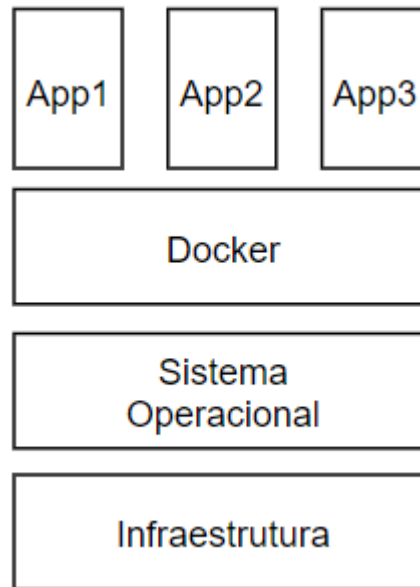 App1 App2 App3
Docker
Sistema
Operacional
Infraestrutura